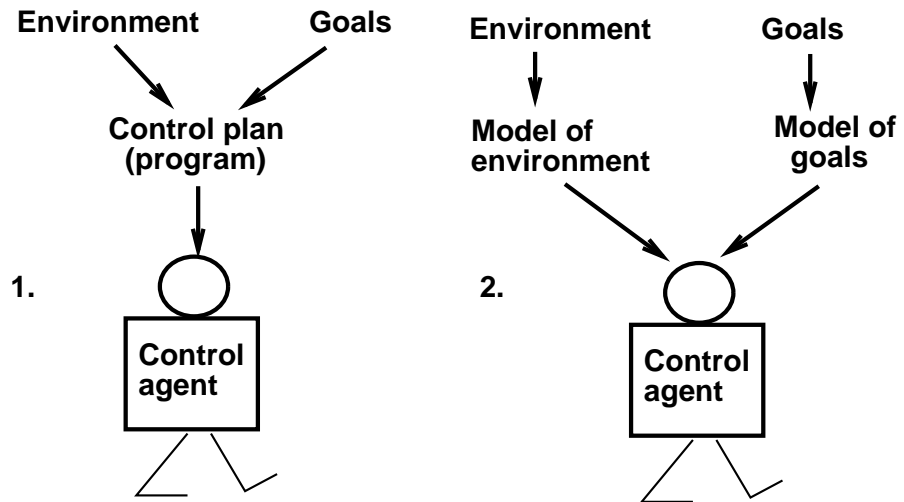 Environment
Goals
Control plan
(program)
1.
Control
agent
Environment
Goals
Model of
environment
Model of
goals
2.
Control
agent